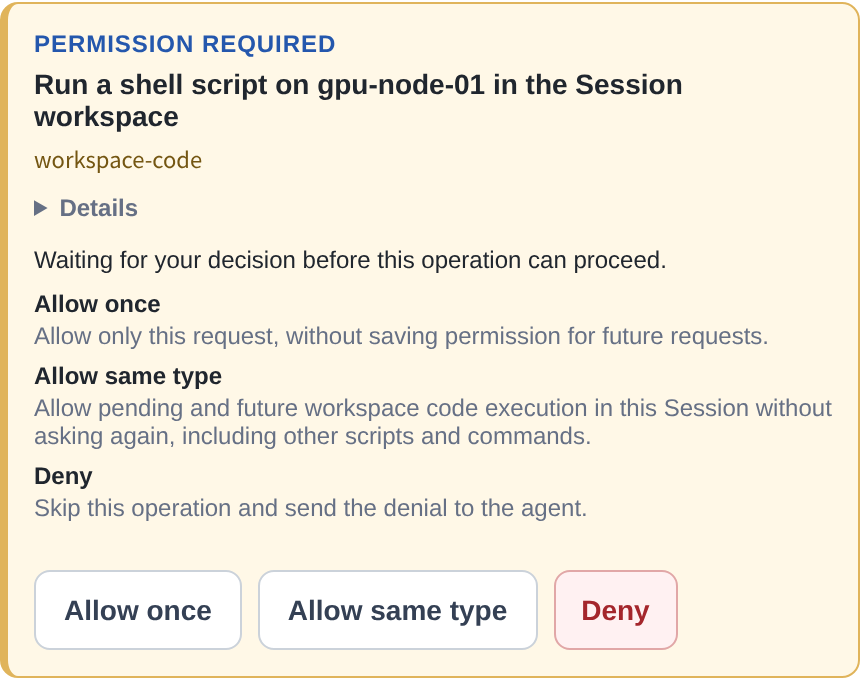 PERMISSION REQUIRED
Run a shell script on gpu-node-01 in the Session
workspace
workspace-code
Details
Waiting for your decision before this operation can proceed.
Allow once
Allow only this request, without saving permission for future requests.
Allow same type
Allow pending and future workspace code execution in this Session without
asking again, including other scripts and commands.
Deny
Skip this operation and send the denial to the agent.
Allow once
Allow same type
Deny